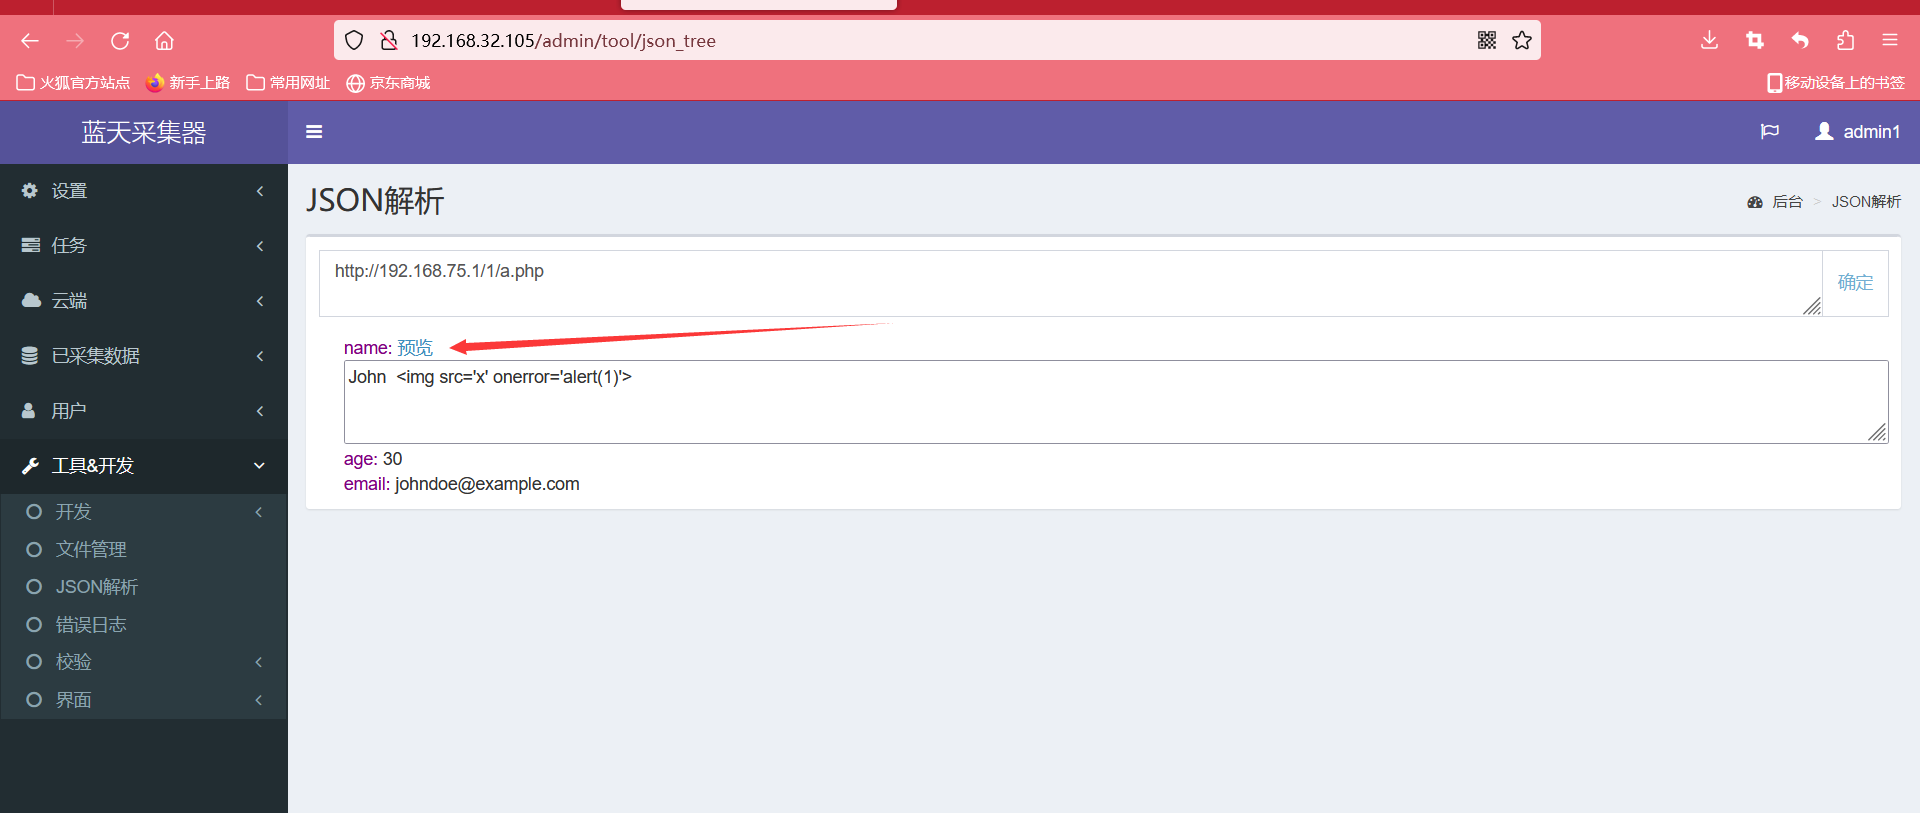 192.168.32.105/admin/tool/json_tree
火狐官方站点 新手上路 常用网址 京东商城 移动设备上的书签
蓝天采集器 admin1
设置
任务
云端
已采集数据
用户
工具&开发
开发
文件管理
JSON解析
错误日志
校验
界面
JSON解析 后台 > JSON解析
http://192.168.75.1/1/a.php 确定
name: 预览
John <img src='x' onerror='alert(1)'>
age: 30
email: johndoe@example.com